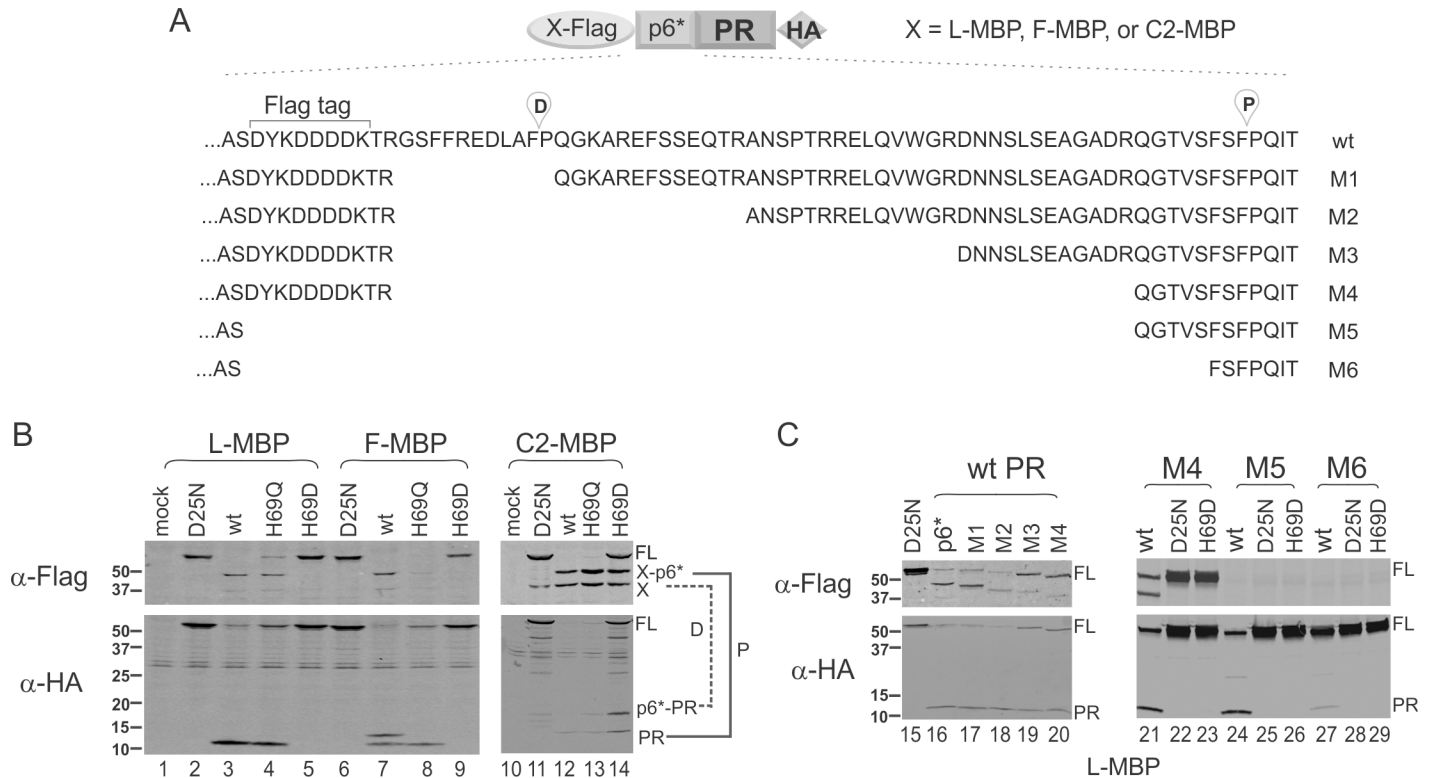 A
X-Flag p6* PR HA X = L-MBP, F-MBP, or C2-MBP
Flag tag D P
...ASDYKDDDDKTRGSFFREDLAFPQGKAREFSSEQTRANSPTRRELQVWGRDNNSLSEAGADRQGTVSFSFPQIT wt
...ASDYKDDDDKTR QGKAREFSSEQTRANSPTRRELQVWGRDNNSLSEAGADRQGTVSFSFPQIT M1
...ASDYKDDDDKTR ANSPTRRELQVWGRDNNSLSEAGADRQGTVSFSFPQIT M2
...ASDYKDDDDKTR DNNSLSEAGADRQGTVSFSFPQIT M3
...ASDYKDDDDKTR QGTVSFSFPQIT M4
...AS QGTVSFSFPQIT M5
...AS FSFPQIT M6
B
L-MBP F-MBP C2-MBP
mock D25N wt H69Q H69D D25N wt H69Q H69D mock D25N wt H69Q H69D
α-Flag
50
37
FL
X-p6*
X
α-HA
50
37
25
20
15
10
FL
p6*-PR
PR
D
P
1 2 3 4 5 6 7 8 9 10 11 12 13 14
C
wt PR M4 M5 M6
D25N p6* M1 M2 M3 M4 wt D25N H69D wt D25N H69D wt D25N H69D
α-Flag
50
37
FL FL
α-HA
50
37
15
10
FL FL
PR PR
15 16 17 18 19 20 21 22 23 24 25 26 27 28 29
L-MBP